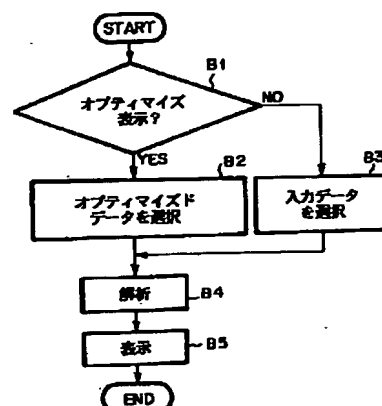 START
B1
オプティマイズ
表示?
NO
YES
B2
B3
オプティマイズド
データを選択
入力データ
を選択
解析
B4
表示
B5
END